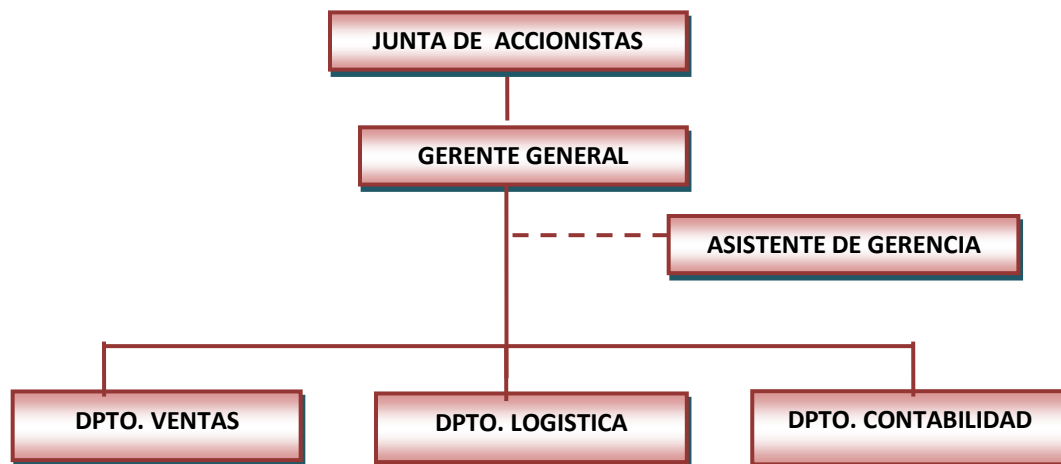 JUNTA DE ACCIONISTAS
GERENTE GENERAL
ASISTENTE DE GERENCIA
DPTO. VENTAS
DPTO. LOGISTICA
DPTO. CONTABILIDAD